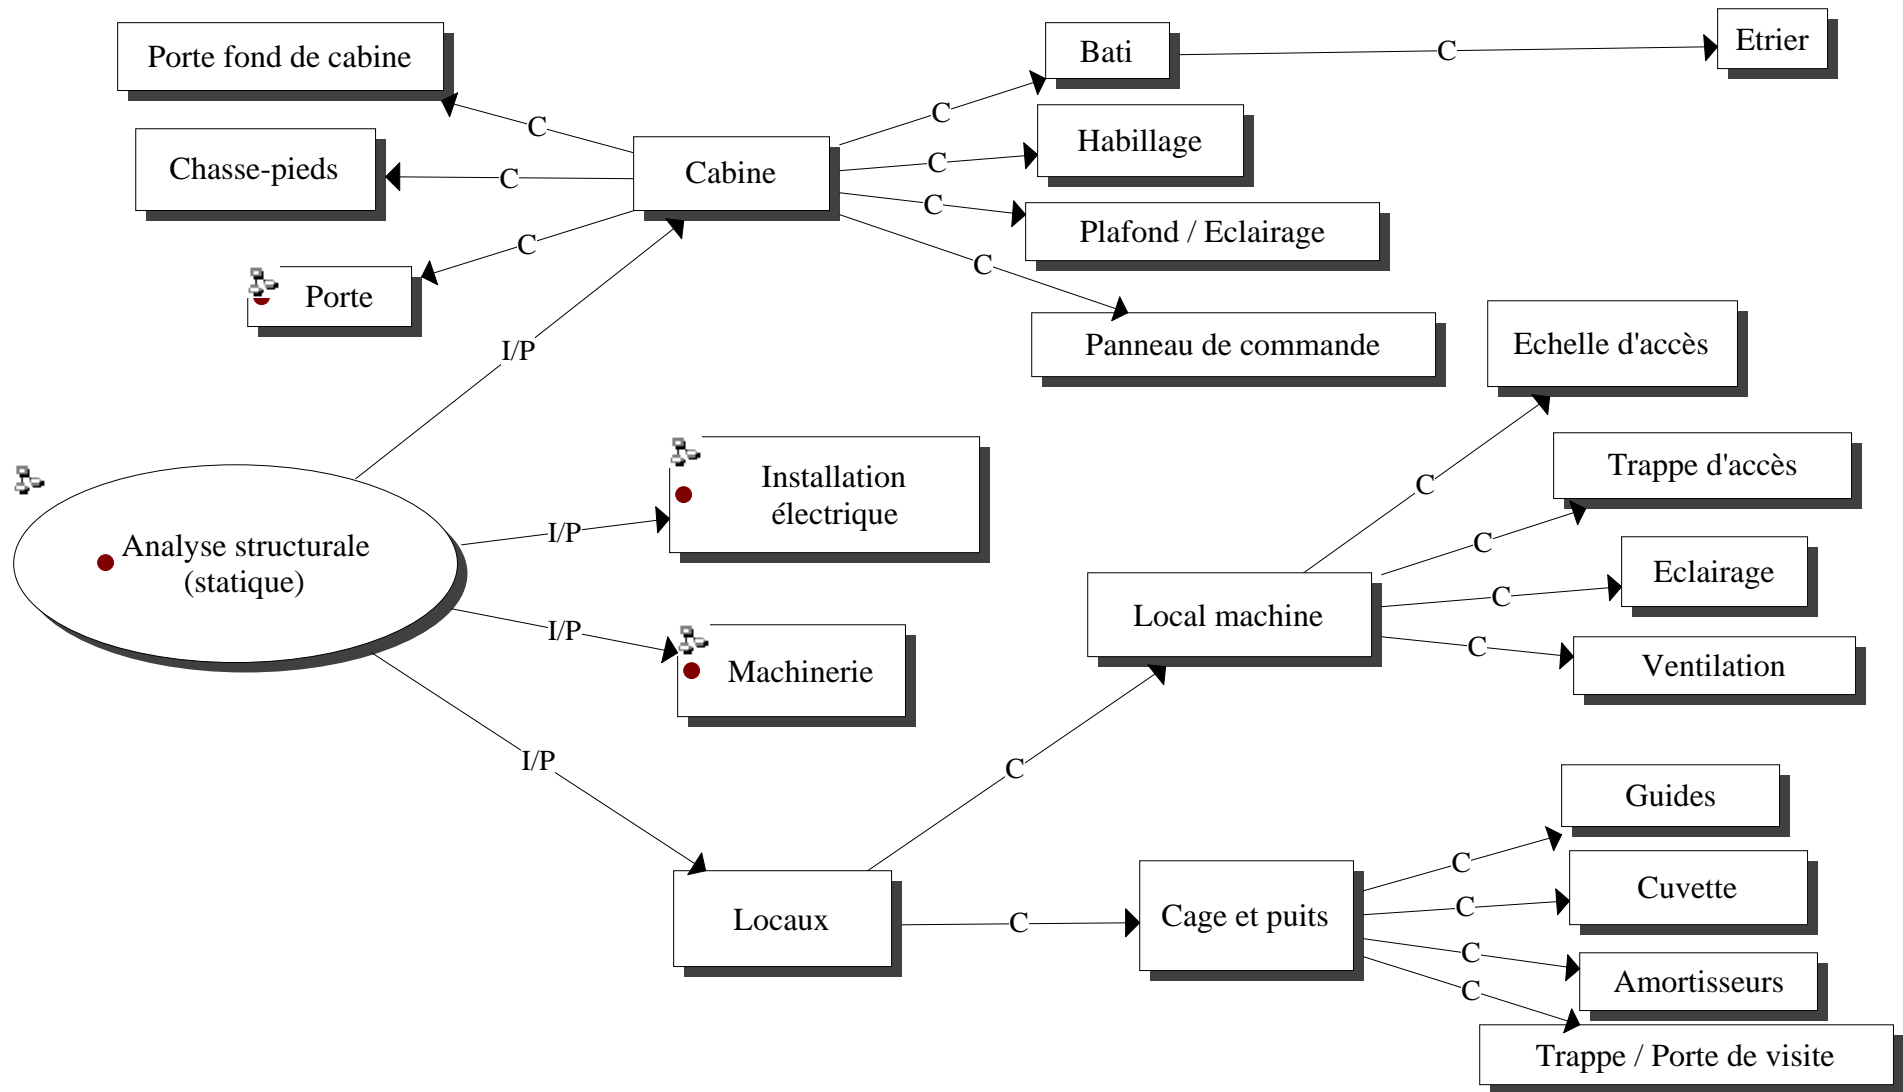 Porte fond de cabine
C
Bati
C
Etrier
C
Chasse-pieds
C
Cabine
C
Habillage
C
C
Plafond / Eclairage
C
Porte
C
I/P
Panneau de commande
Echelle d'accès
Installation
électrique
C
Trappe d'accès
I/P
C
Analyse structurale
(statique)
Eclairage
C
Local machine
I/P
C
Ventilation
Machinerie
I/P
C
Guides
C
Locaux
C
Cage et puits
C
Cuvette
C
Amortisseurs
C
Trappe / Porte de visite